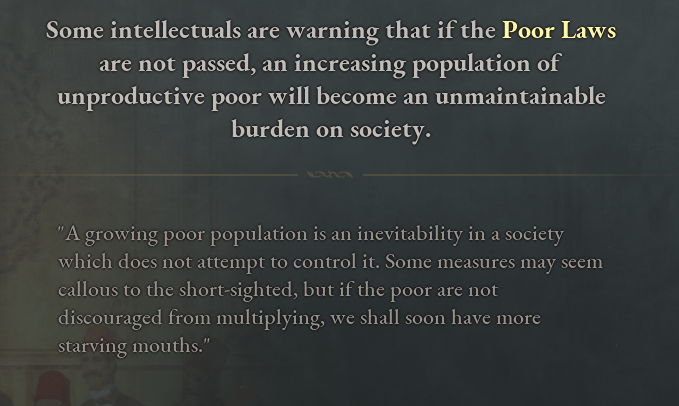 Some intellectuals are warning that if the Poor Laws
are not passed, an increasing population of
unproductive poor will become an unmaintainable
burden on society.
"A growing poor population is an inevitability in a society
which does not attempt to control it. Some measures may seem
callous to the short-sighted, but if the poor are not
discouraged from multiplying, we shall soon have more
starving mouths."